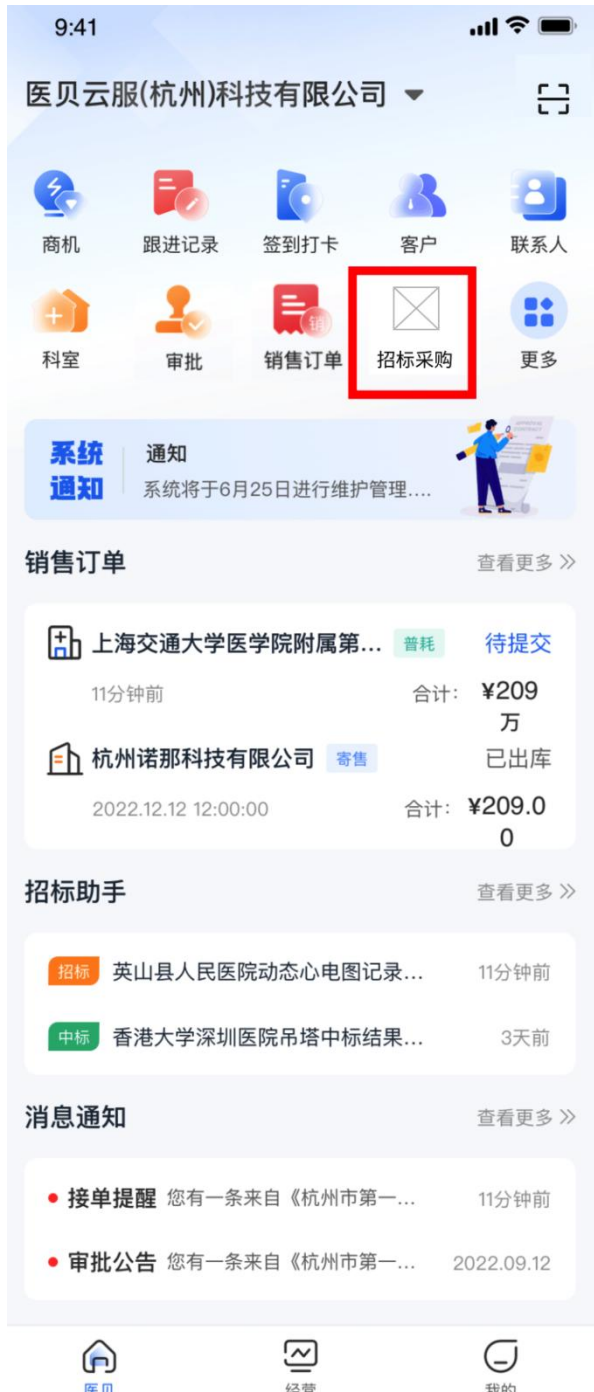 9:41
医贝云服(杭州)科技有限公司
商机 跟进记录 签到打卡 客户 联系人
销
科室 审批 销售订单 招标采购 更多
系统 通知
通知 系统将于6月25日进行维护管理....
销售订单 查看更多
上海交通大学医学院附属第... 普耗 待提交
11分钟前 合计： ¥209
万
杭州诺那科技有限公司 寄售 已出库
2022.12.12 12:00:00 合计： ¥209.0
0
招标助手 查看更多
招标 英山县人民医院动态心电图记录... 11分钟前
中标 香港大学深圳医院吊塔中标结果... 3天前
消息通知 查看更多
接单提醒 您有一条来自《杭州市第一... 11分钟前
审批公告 您有一条来自《杭州市第一... 2022.09.12
医贝 经营 我的